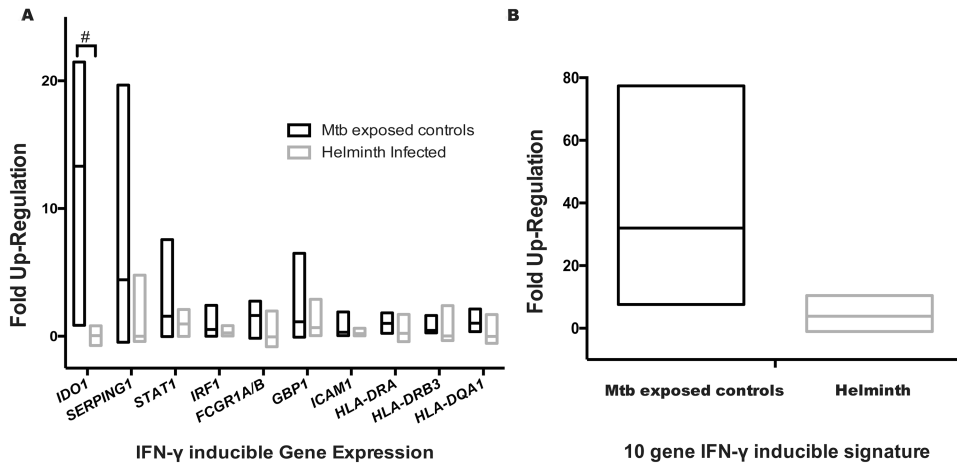 A
#
20
10
0
Fold Up-Regulation
Mtb exposed controls
Helminth Infected
IDO1
SERPING1
STAT1
IRF1
FCGR1A/B
GBP1
ICAM1
HLA-DRA
HLA-DRB3
HLA-DQA1
IFN-γ inducible Gene Expression
B
80
60
40
20
0
Fold Up-Regulation
Mtb exposed controls
Helminth
10 gene IFN-γ inducible signature